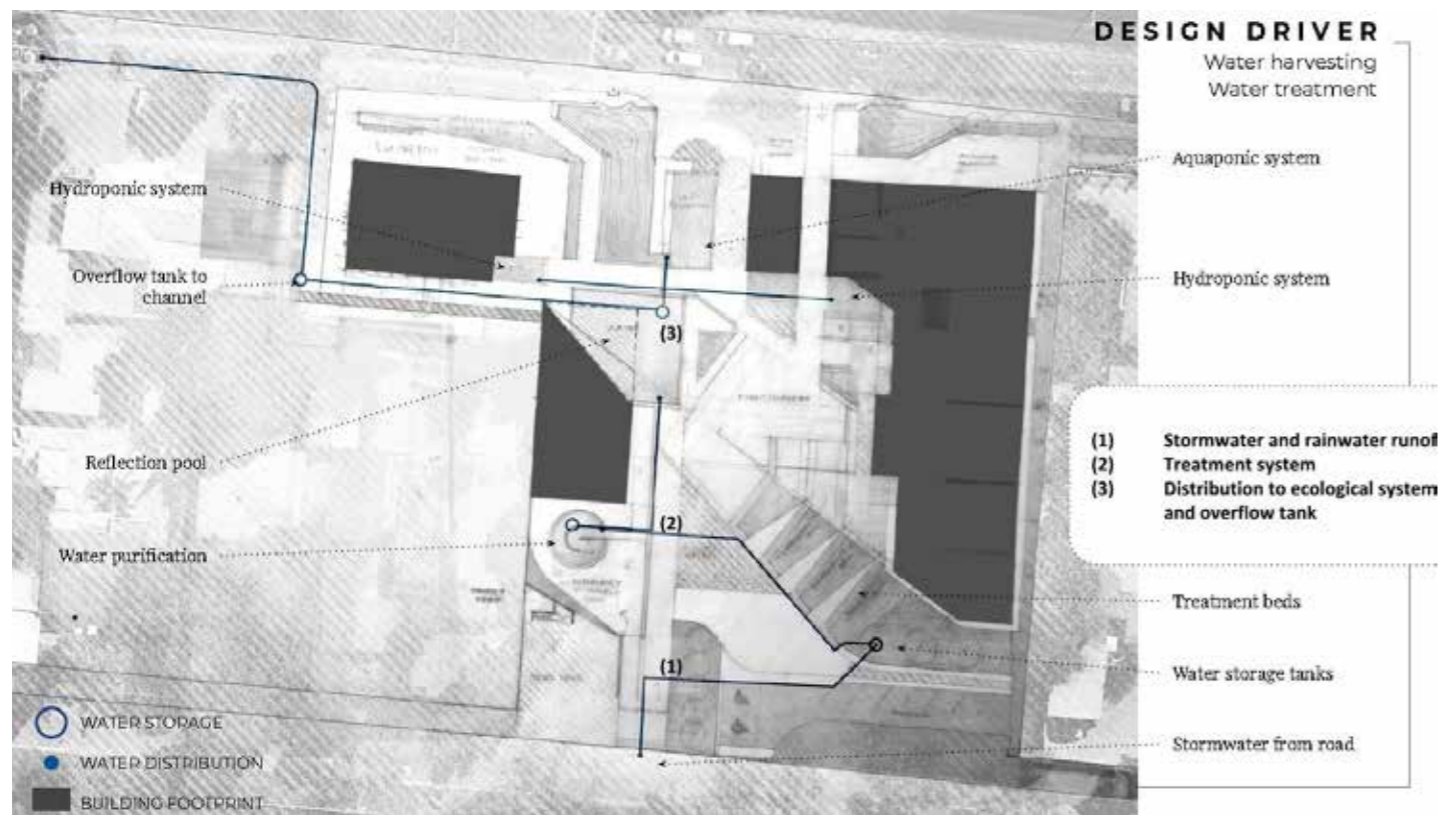 DESIGN DRIVER
Water harvesting
Water treatment
Hydroponic system
Overflow tank to
channel
Reflection pool
Water purification
Aquaponic system
Hydroponic system
(3)
(2)
(1)
(1) Stormwater and rainwater runof
(2) Treatment system
(3) Distribution to ecological system
and overflow tank
Treatment beds
Water storage tanks
Stormwater from road
WATER STORAGE
WATER DISTRIBUTION
BUILDING FOOTPRINT